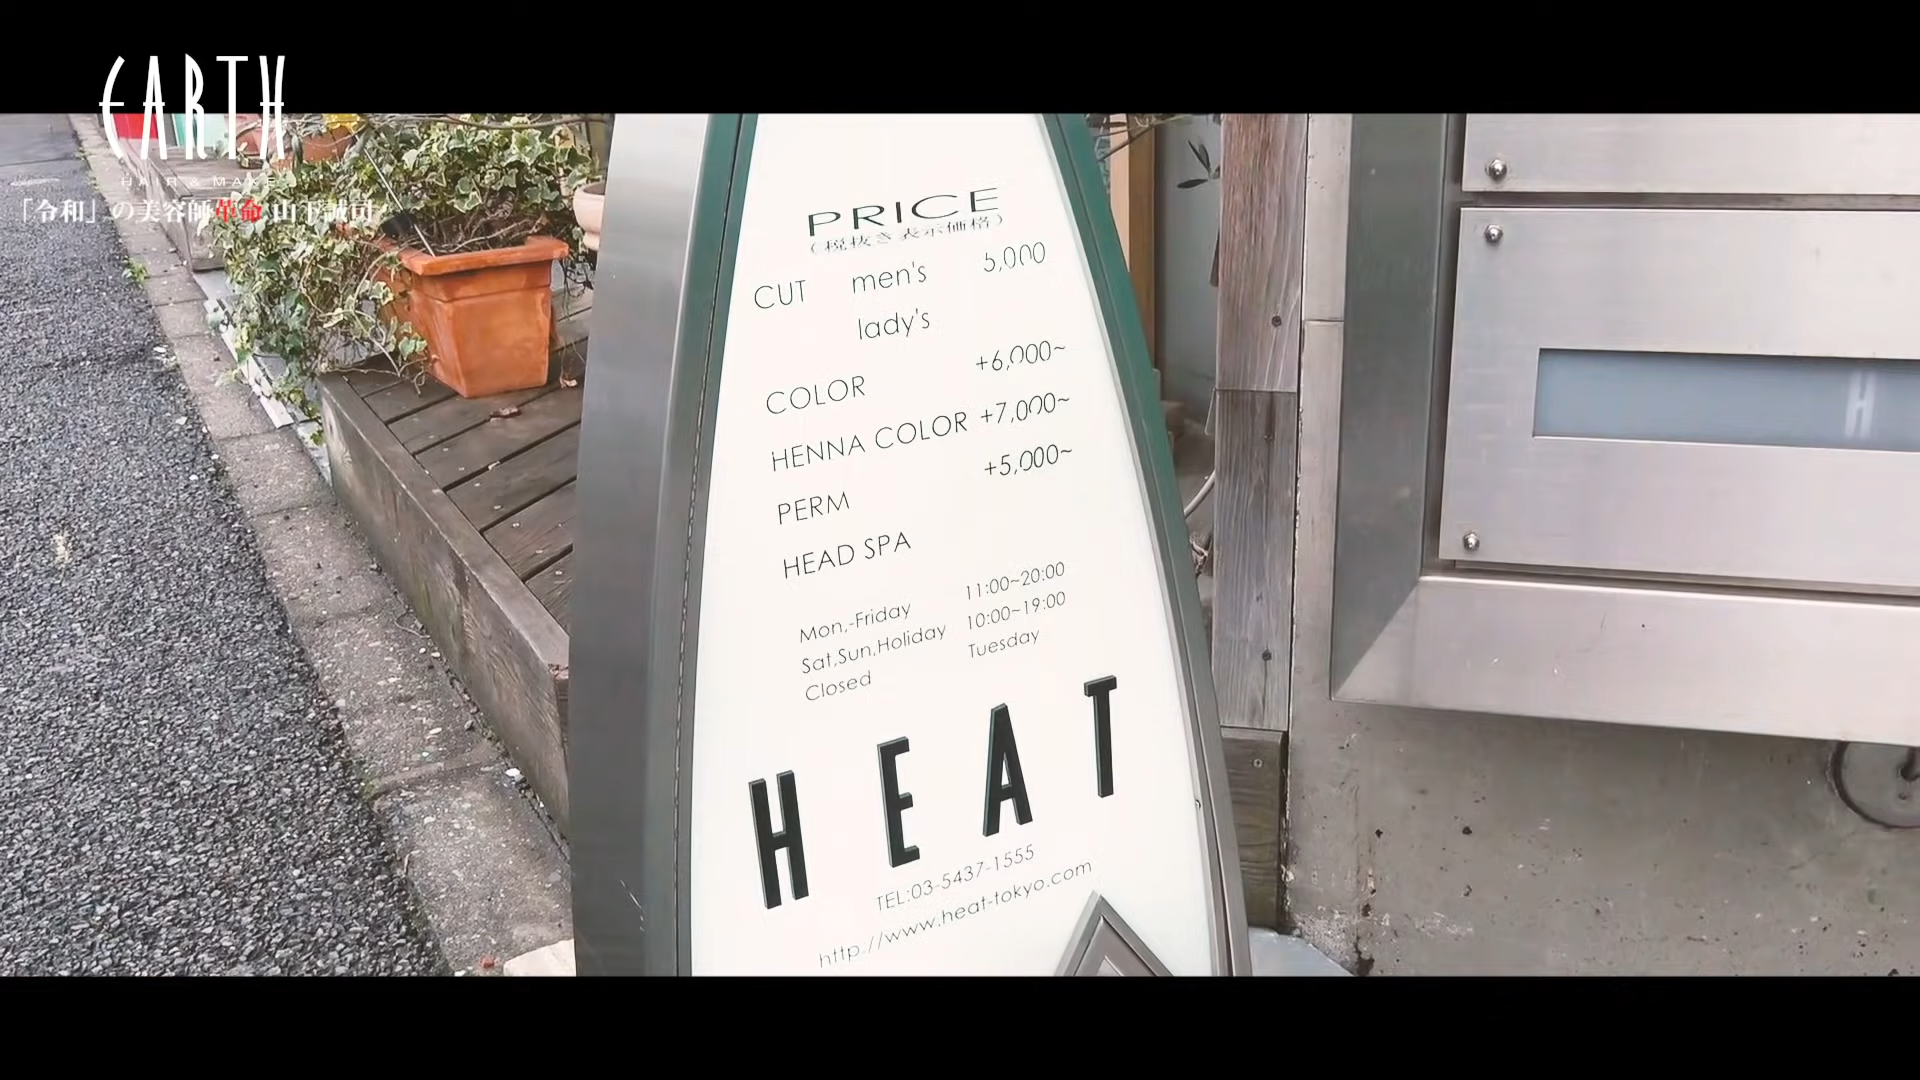 EARTH
HAIR & MAKE
「令和」の美容師革命 山下誠司
PRICE
(税抜き表示価格)
CUT men's 5,000
lady's
COLOR +6,000~
HENNA COLOR +7,000~
PERM +5,000~
HEAD SPA
Mon,-Friday 11:00~20:00
Sat,Sun,Holiday 10:00~19:00
Closed Tuesday
HEAT
TEL:03-5437-1555
http://www.heat-tokyo.com
H